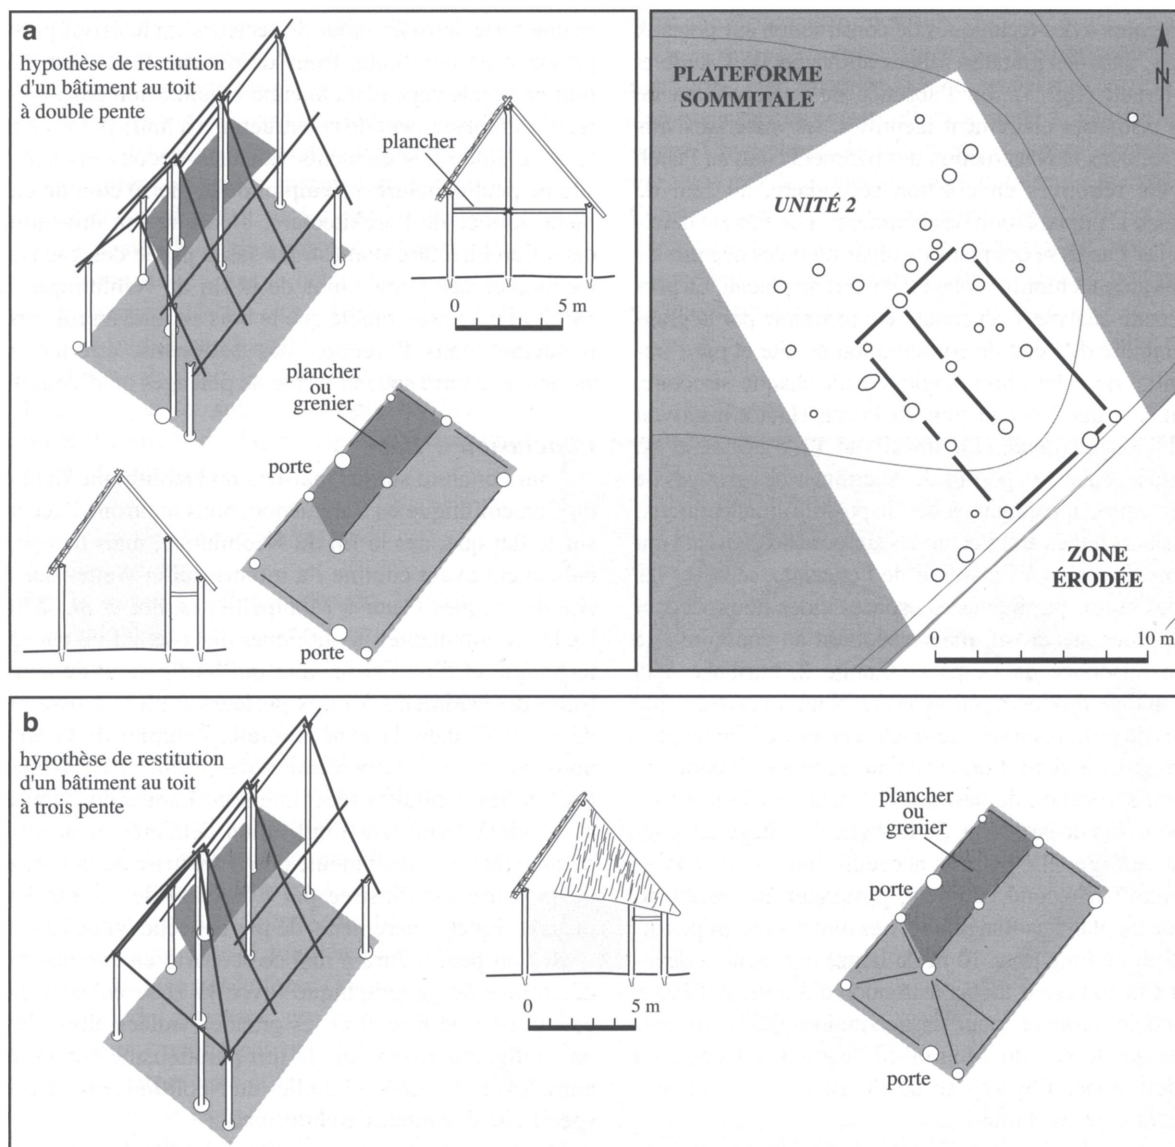 a
hypothèse de restitution
d'un bâtiment au toit
à double pente
plancher
0 5 m
plancher
ou
grenier
porte
porte
PLATEFORME
SOMMITALE
N
UNITÉ 2
ZONE
ÉRODÉE
0 10 m
b
hypothèse de restitution
d'un bâtiment au toit
à trois pente
0 5 m
plancher
ou
grenier
porte
porte